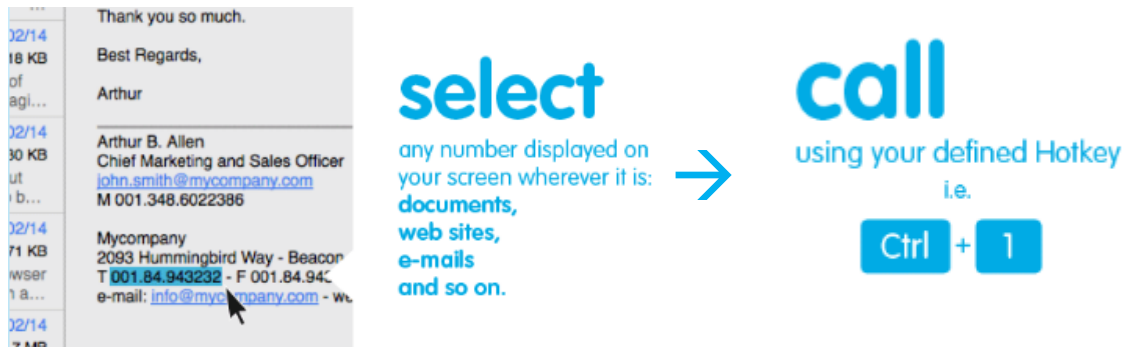 02/14
18 KB
of
agi...
02/14
30 KB
ut
b...
02/14
71 KB
wser
n a...
02/14
7 MB
Thank you so much.
Best Regards,
Arthur
Arthur B. Allen
Chief Marketing and Sales Officer
john.smith@mycompany.com
M 001.348.6022386
Mycompany
2093 Hummingbird Way - Beacon
T 001.84.943232 - F 001.84.943
e-mail: info@mycompany.com - we
select
any number displayed on
your screen wherever it is:
documents,
web sites,
e-mails
and so on.
call
using your defined Hotkey
i.e.
Ctrl + 1